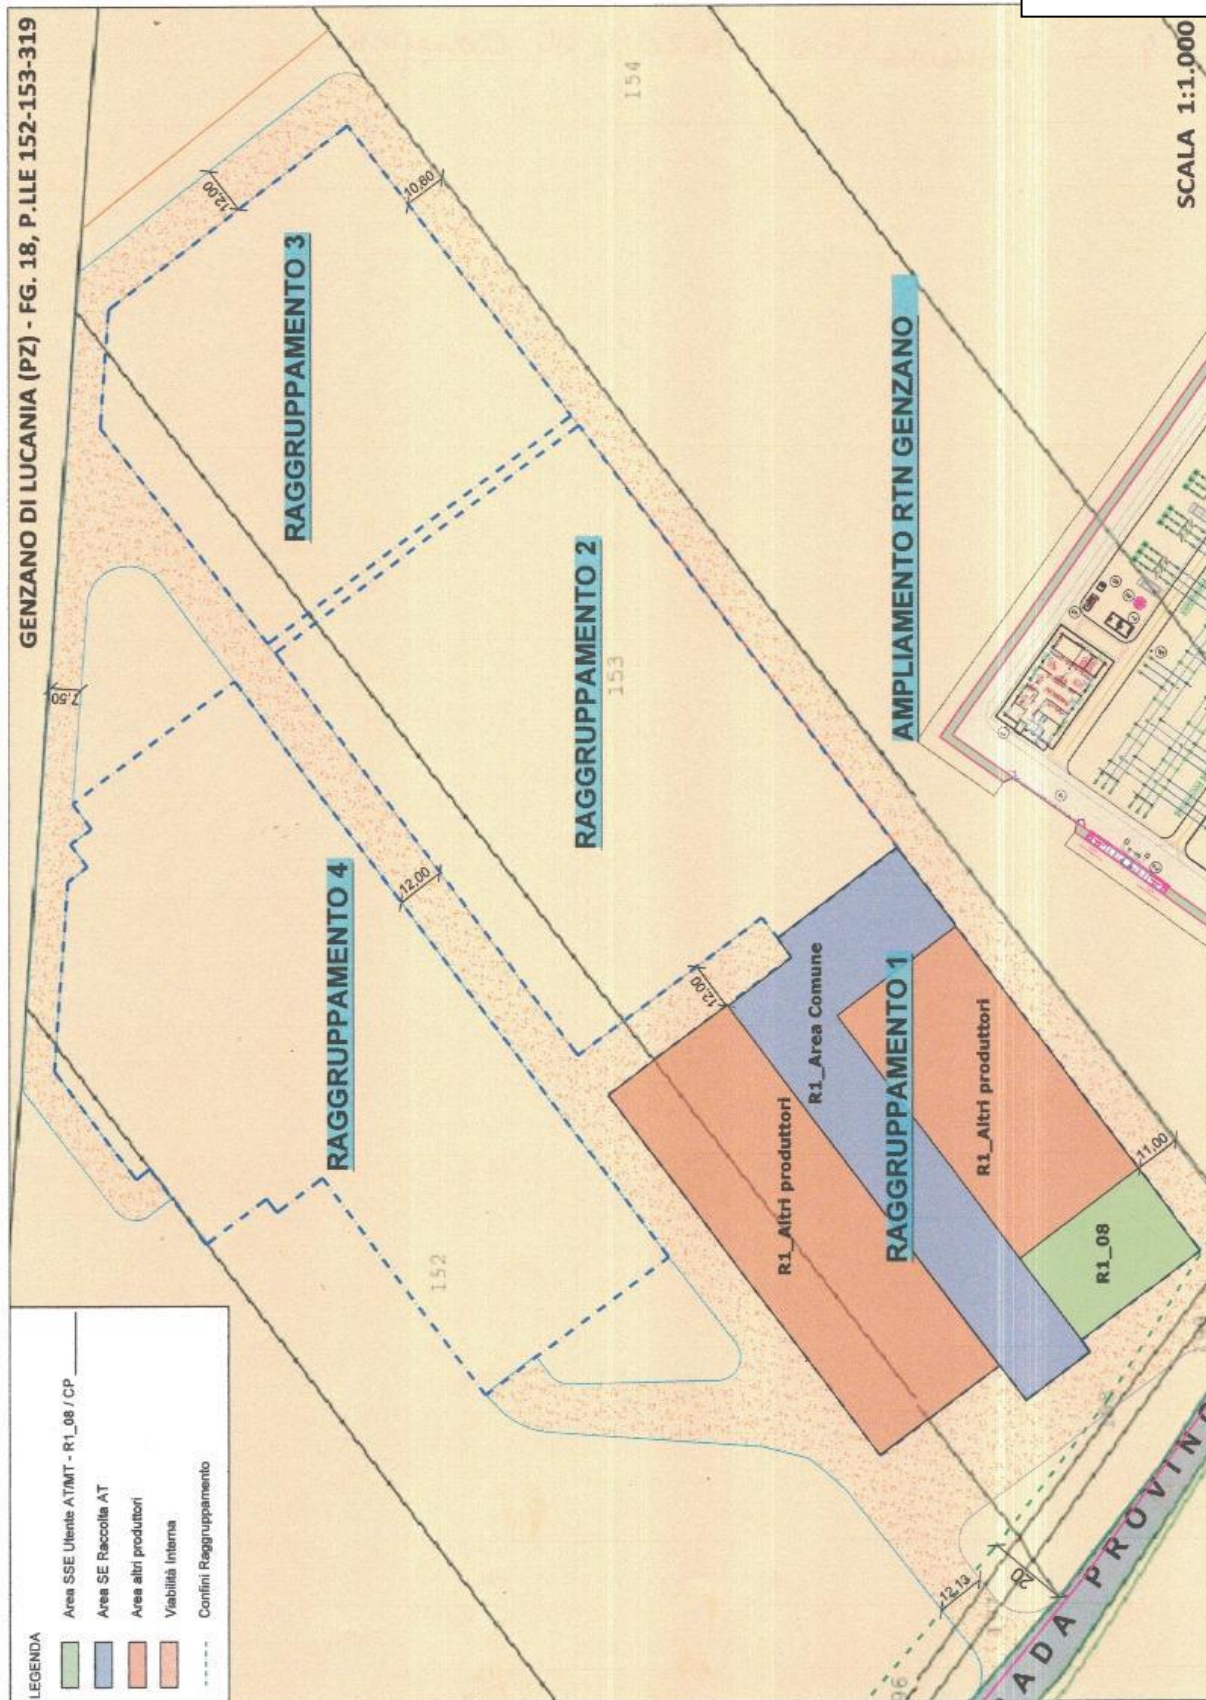 GENZANO DI LUCANIA (PZ) - FG. 18, P.LLE 152-153-319
SCALA 1:1.000
154
12,00
10,60
RAGGRUPPAMENTO 3
7,50
RAGGRUPPAMENTO 2
153
AMPLIAMENTO RTN GENZANO
RAGGRUPPAMENTO 4
12,00
12,00
R1_Area Comune
R1_Altri produttori
RAGGRUPPAMENTO 1
R1_Altri produttori
11,00
R1_08
152
12,13
20
96
ADA PROVINC
LEGENDA
Area SSE Utente AT/MT - R1_08 / CP
Area SE Raccolta AT
Area altri produttori
Viabilità Interna
Confini Raggruppamento